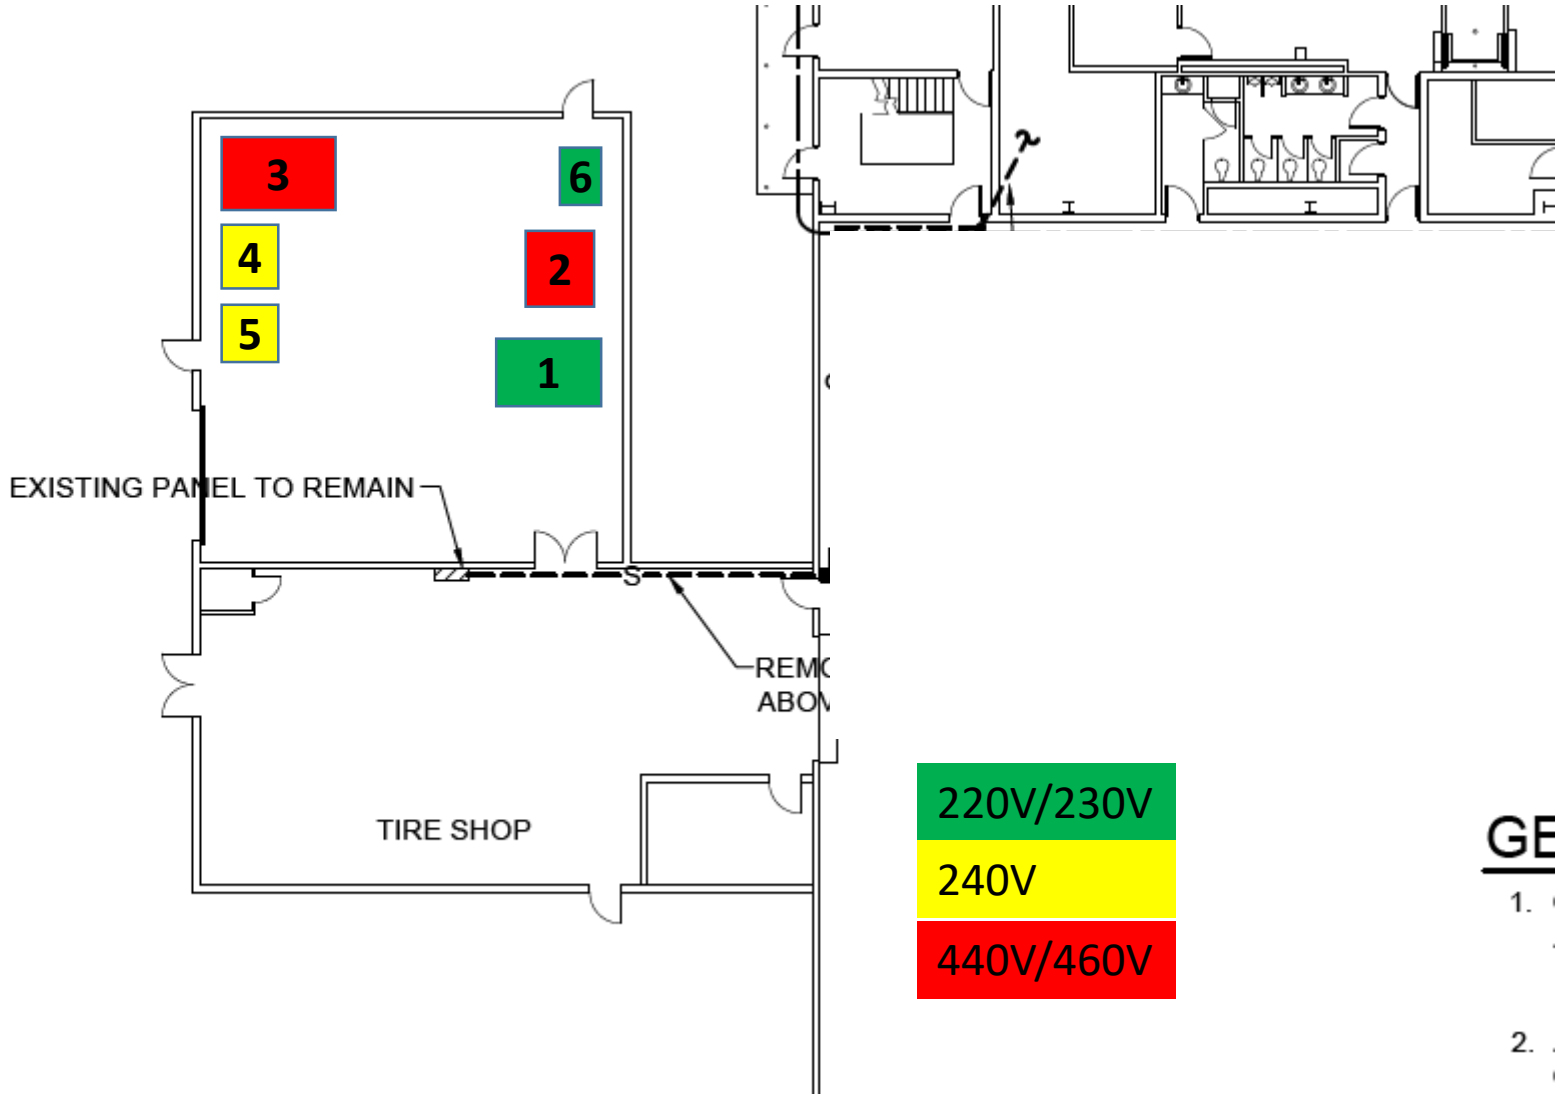 3
6
4
2
5
1
EXISTING PANEL TO REMAIN
S
TIRE SHOP
220V/230V
240V
440V/460V
1.
2.